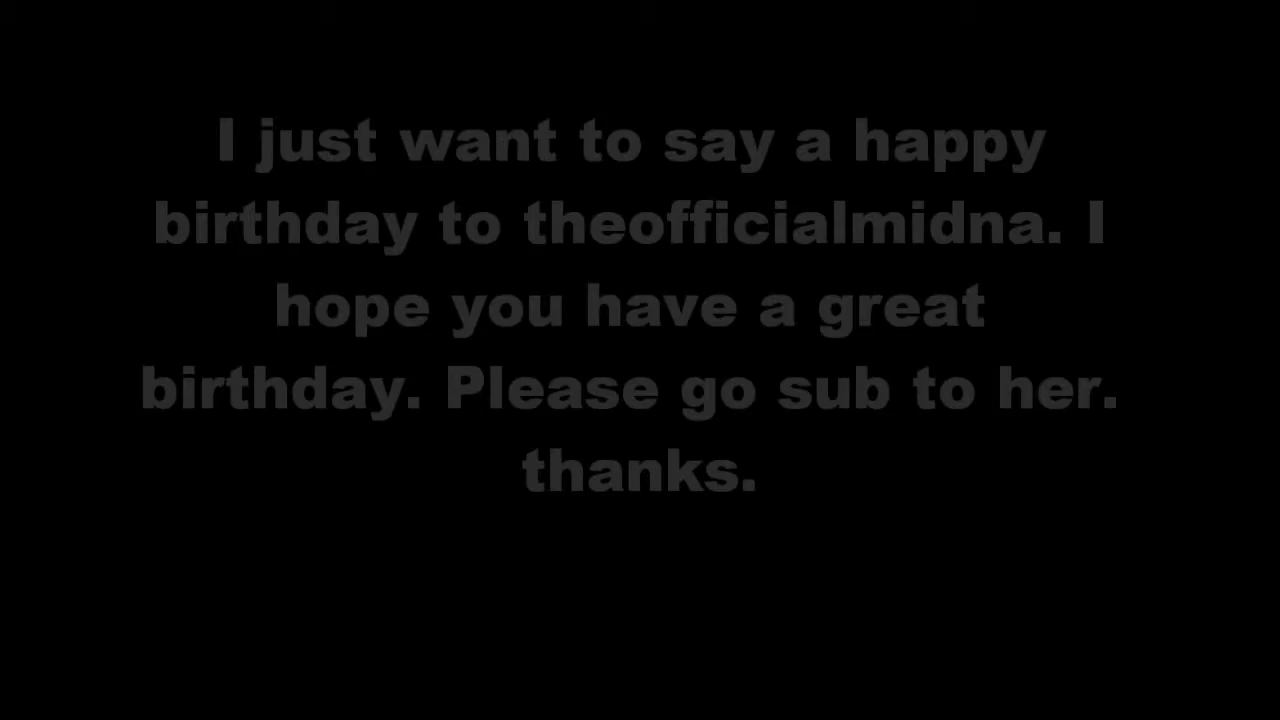 I just want to say a happy
birthday to theofficialmidna. I
hope you have a great
birthday. Please go sub to her.
thanks.